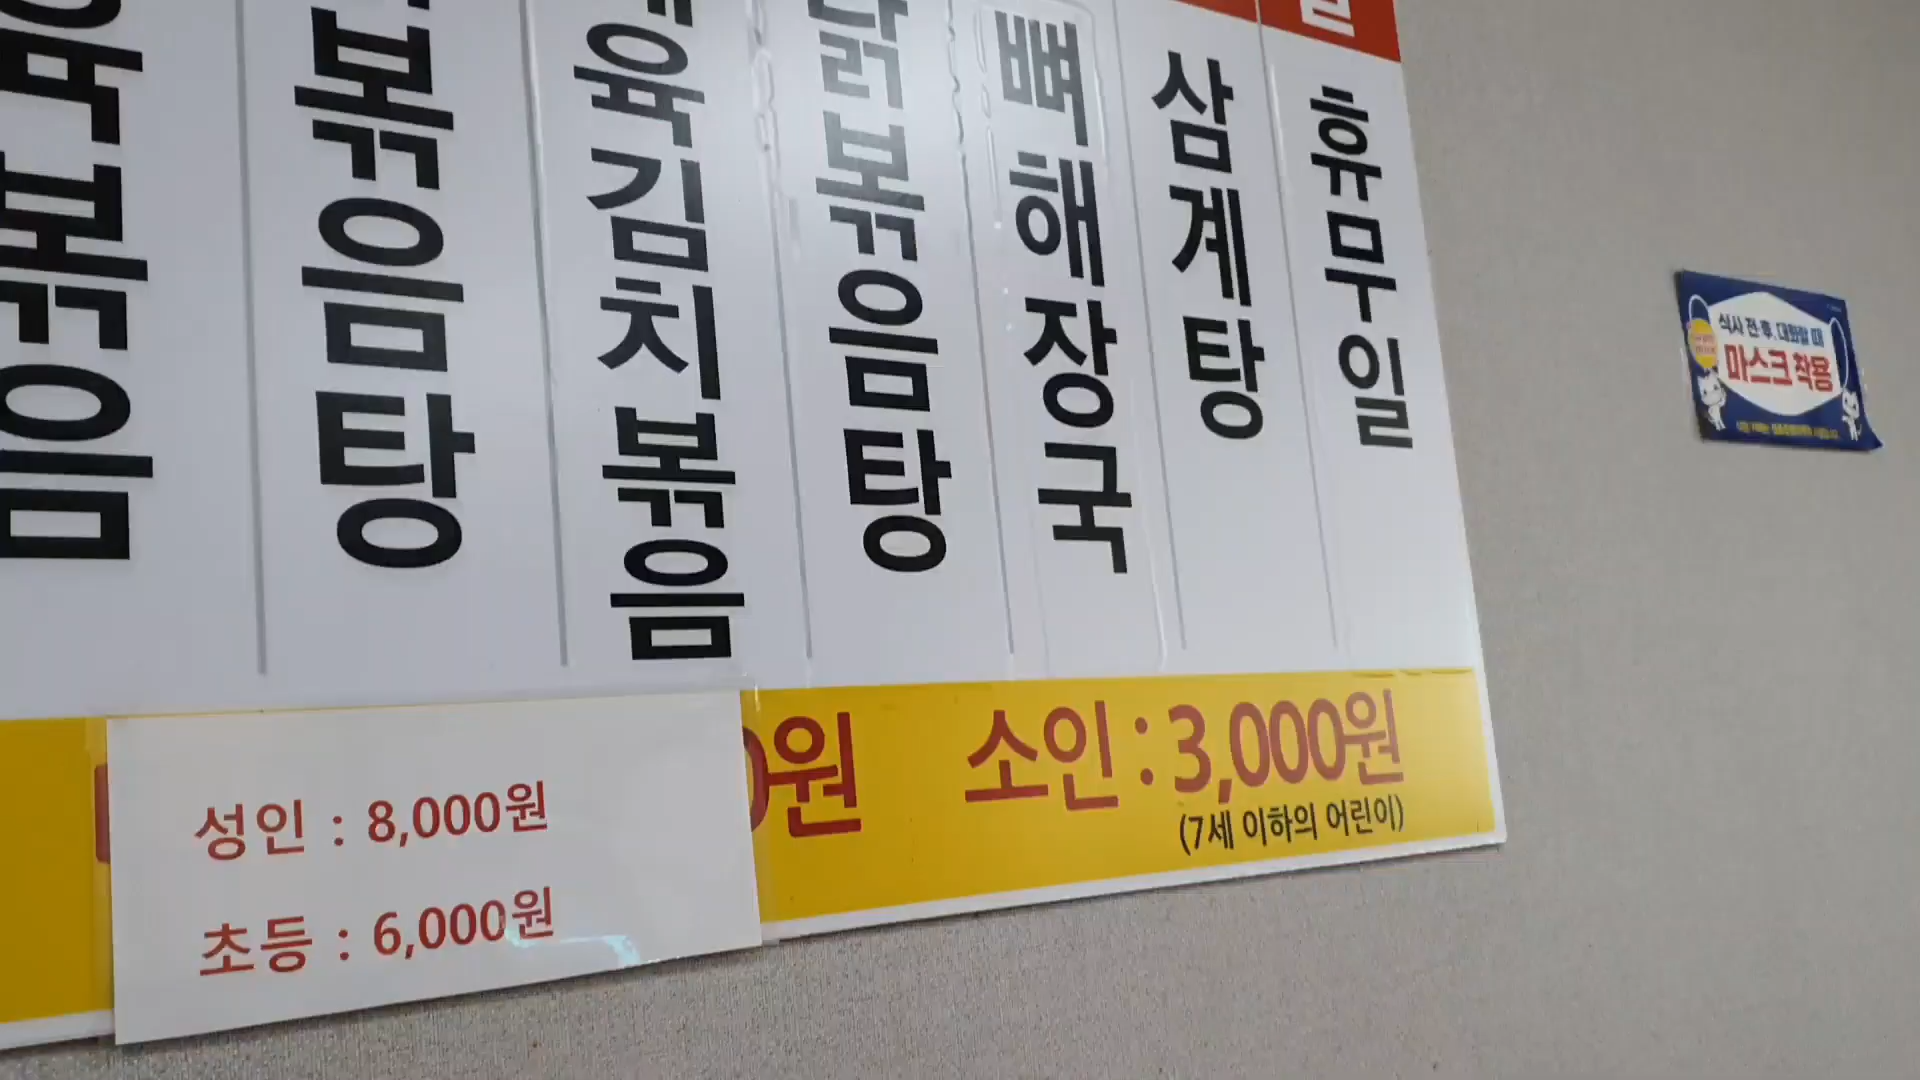 볶음
볶음탕
육김치볶음
닭볶음탕
뼈해장국
삼계탕
휴무일
성인 : 8,000원
초등 : 6,000원
0원
소인 : 3,000원
(7세 이하의 어린이)
식사 전·후, 대화할 때
마스크 착용